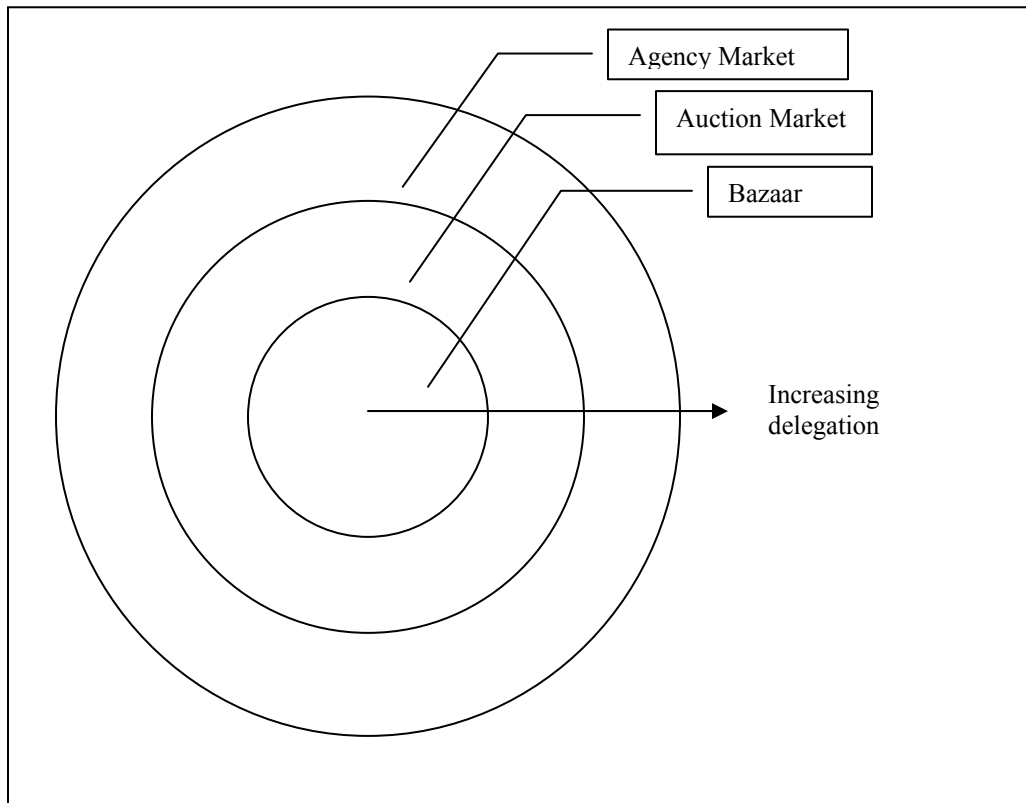 Agency Market
Auction Market
Bazaar
Increasing
delegation